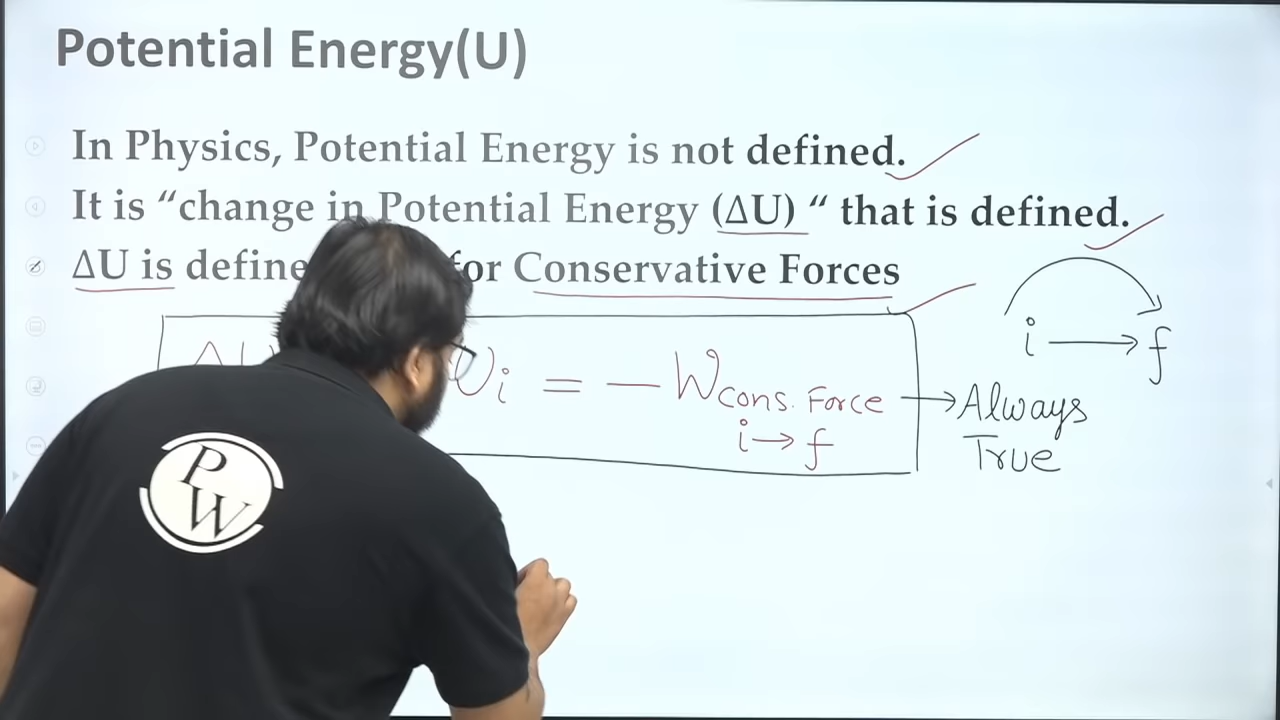 Potential Energy(U)
In Physics, Potential Energy is not defined.
It is “change in Potential Energy (ΔU) “ that is defined.
ΔU is define for Conservative Forces
i → f
Ui = – Wcons. Force
i → f
→ Always
True
P
W